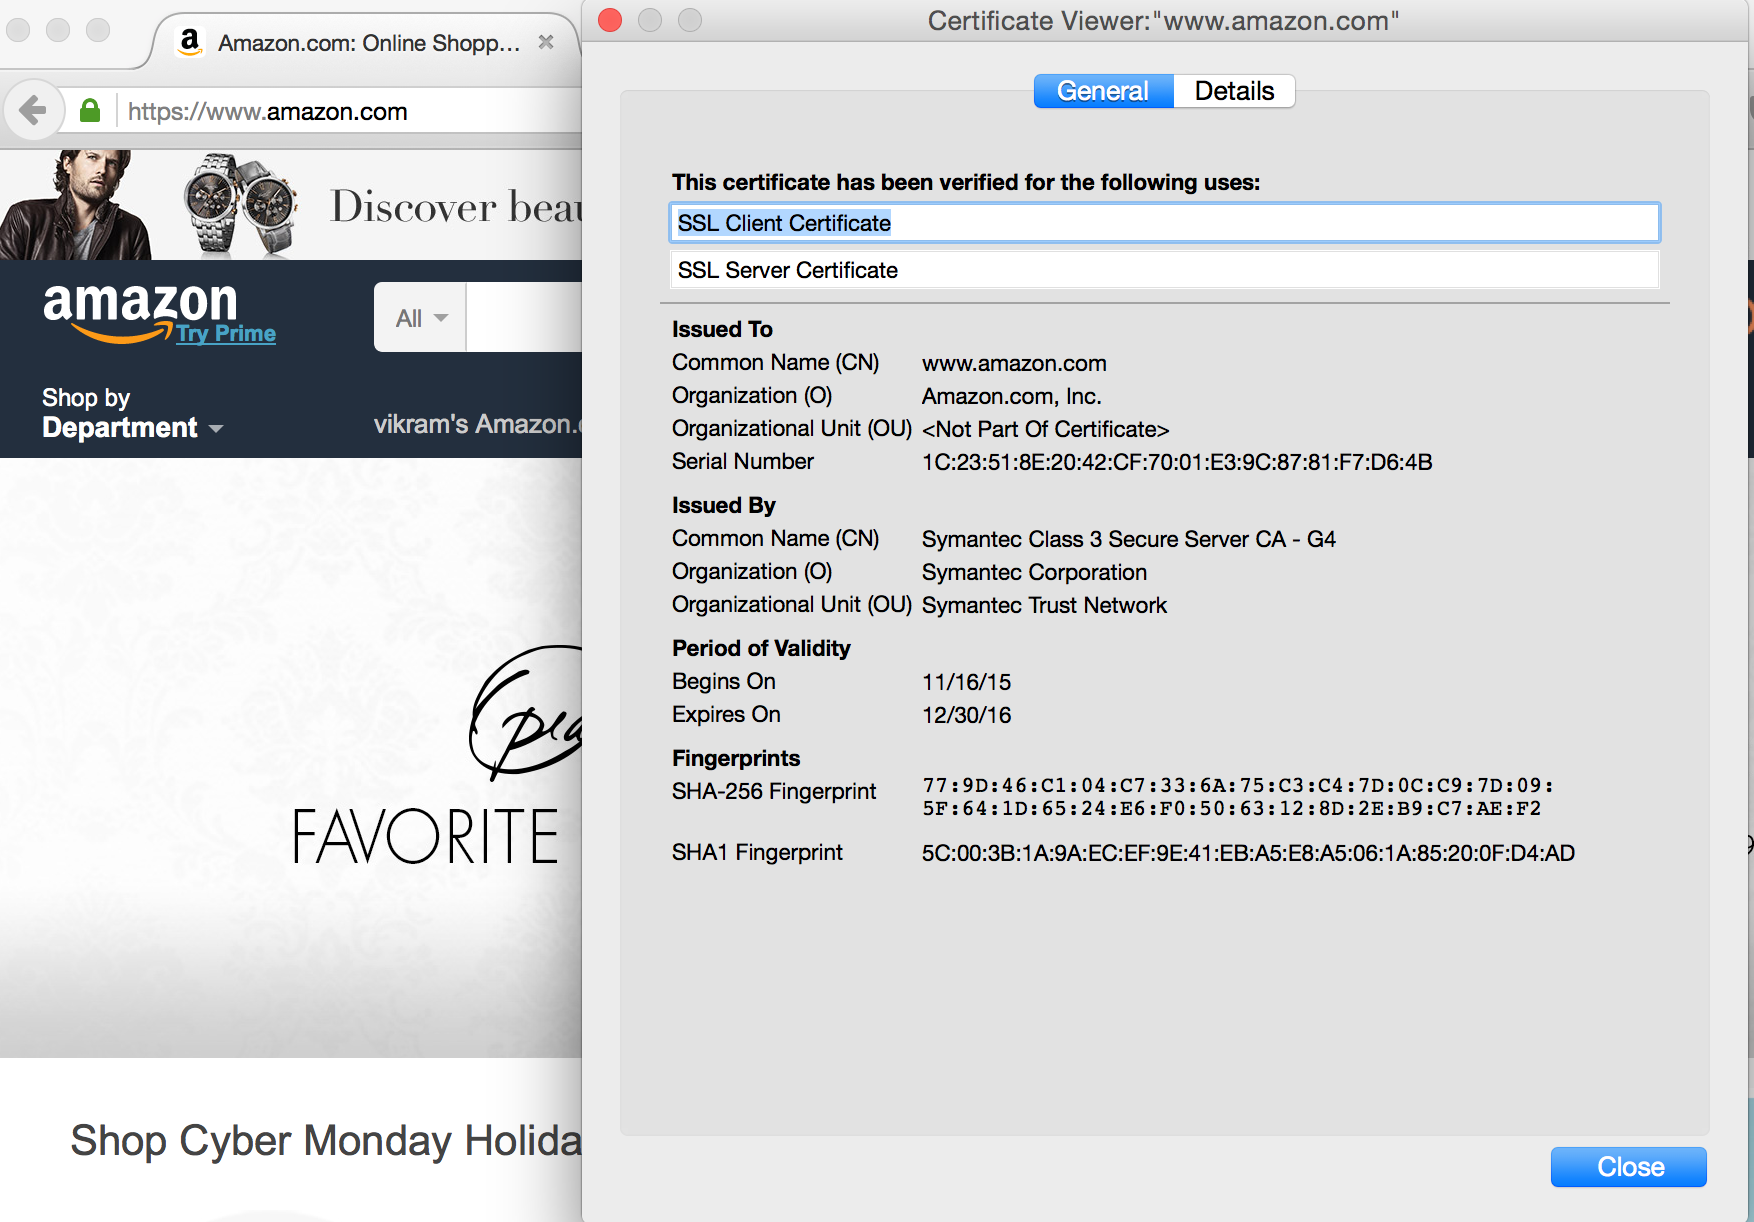 Amazon.com: Online Shopp...
https://www.amazon.com
Discover beau
amazon
Try Prime
All
Shop by
Department
vikram's Amazon.
FAVORITE
Shop Cyber Monday Holida
Certificate Viewer:"www.amazon.com"
General Details
This certificate has been verified for the following uses:
SSL Client Certificate
SSL Server Certificate
Issued To
Common Name (CN) www.amazon.com
Organization (O) Amazon.com, Inc.
Organizational Unit (OU) <Not Part Of Certificate>
Serial Number 1C:23:51:8E:20:42:CF:70:01:E3:9C:87:81:F7:D6:4B
Issued By
Common Name (CN) Symantec Class 3 Secure Server CA - G4
Organization (O) Symantec Corporation
Organizational Unit (OU) Symantec Trust Network
Period of Validity
Begins On 11/16/15
Expires On 12/30/16
Fingerprints
SHA-256 Fingerprint 77:9D:46:C1:04:C7:33:6A:75:C3:C4:7D:0C:C9:7D:09:
5F:64:1D:65:24:E6:F0:50:63:12:8D:2E:B9:C7:AE:F2
SHA1 Fingerprint 5C:00:3B:1A:9A:EC:EF:9E:41:EB:A5:E8:A5:06:1A:85:20:0F:D4:AD
Close